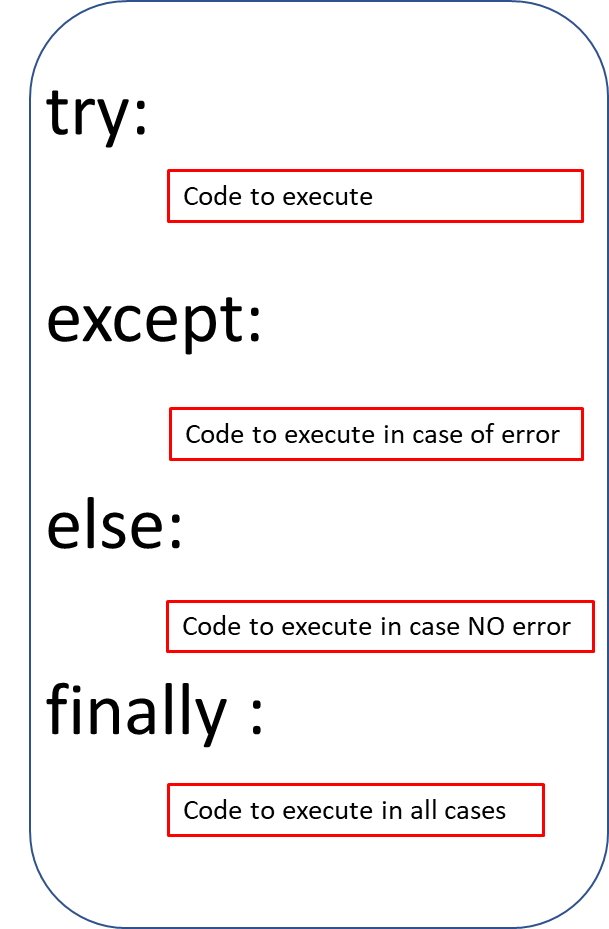 try:
Code to execute
except:
Code to execute in case of error
else:
Code to execute in case NO error
finally :
Code to execute in all cases